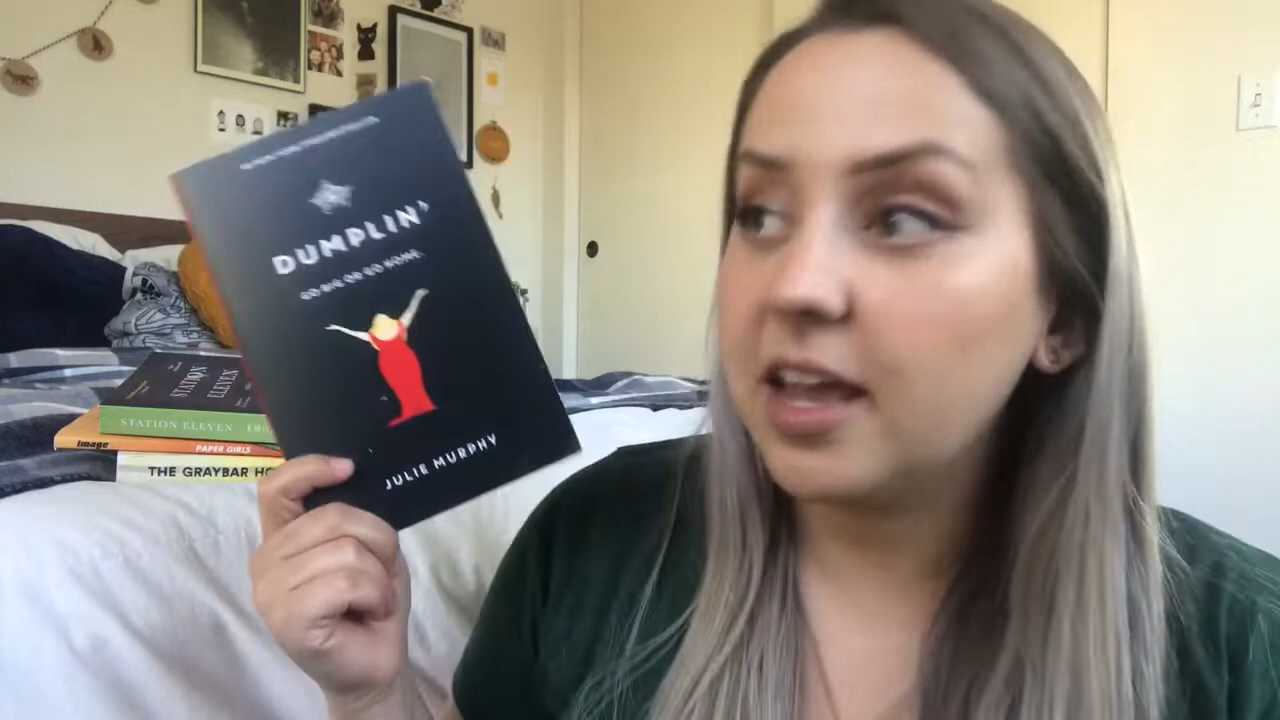 DUMPLIN'
GO BIG OR GO HOME.
JULIE MURPHY
STATION
ELEVEN
STATION ELEVEN
image
PAPER GIRLS
THE GRAYBAR HO